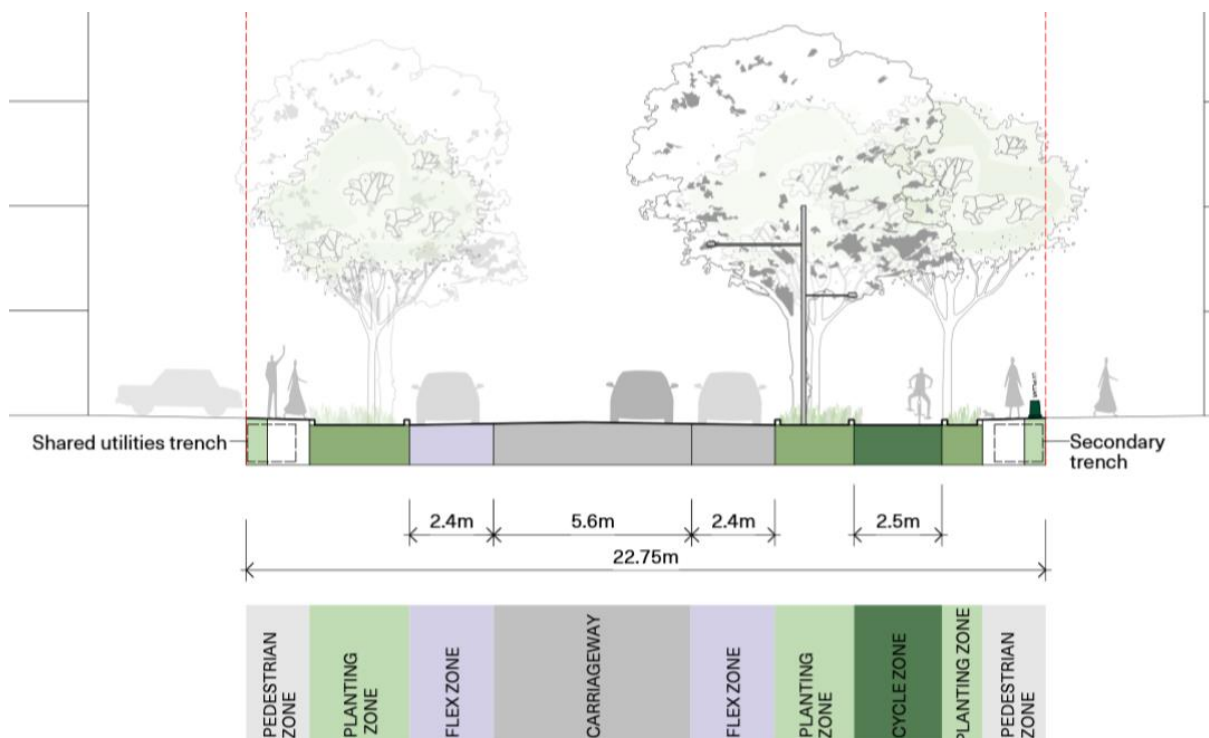 Shared utilities trench
Secondary
trench
2.4m
5.6m
2.4m
2.5m
22.75m
PEDESTRIAN
ZONE
PLANTING
ZONE
FLEX ZONE
CARRIAGEWAY
FLEX ZONE
PLANTING
ZONE
CYCLE ZONE
PLANTING ZONE
PEDESTRIAN
ZONE